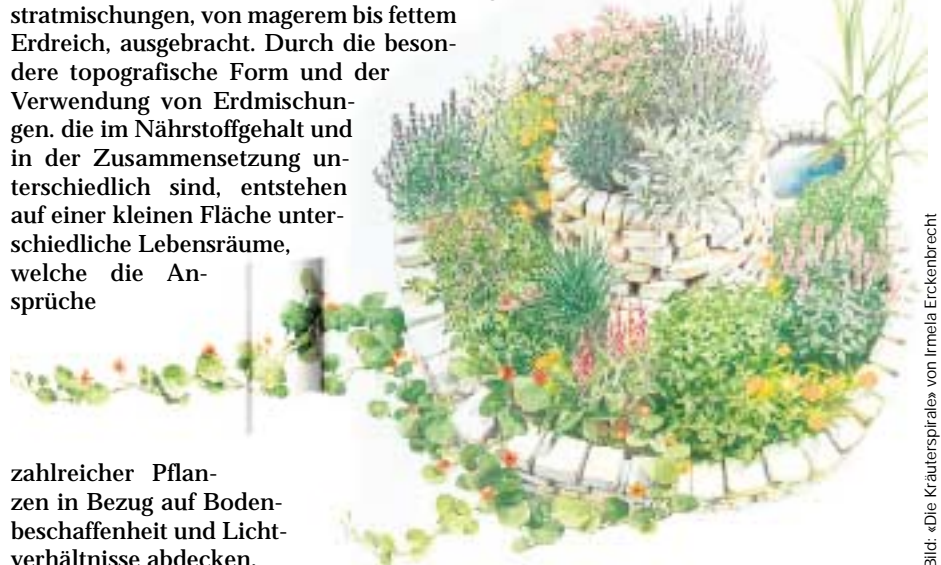 stratmischungen, von magerem bis fettem
Erdreich, ausgebracht. Durch die beson-
dere topografische Form und der
Verwendung von Erdmischun-
gen. die im Nährstoffgehalt und
in der Zusammensetzung un-
terschiedlich sind, entstehen
auf einer kleinen Fläche unter-
schiedliche Lebensräume,
welche die An-
sprüche
zahlreicher Pflan-
zen in Bezug auf Boden-
beschaffenheit und Licht-
verhältnisse abdecken.
Bild: «Die Kräuterspirale» von Irmela Erckenbrecht